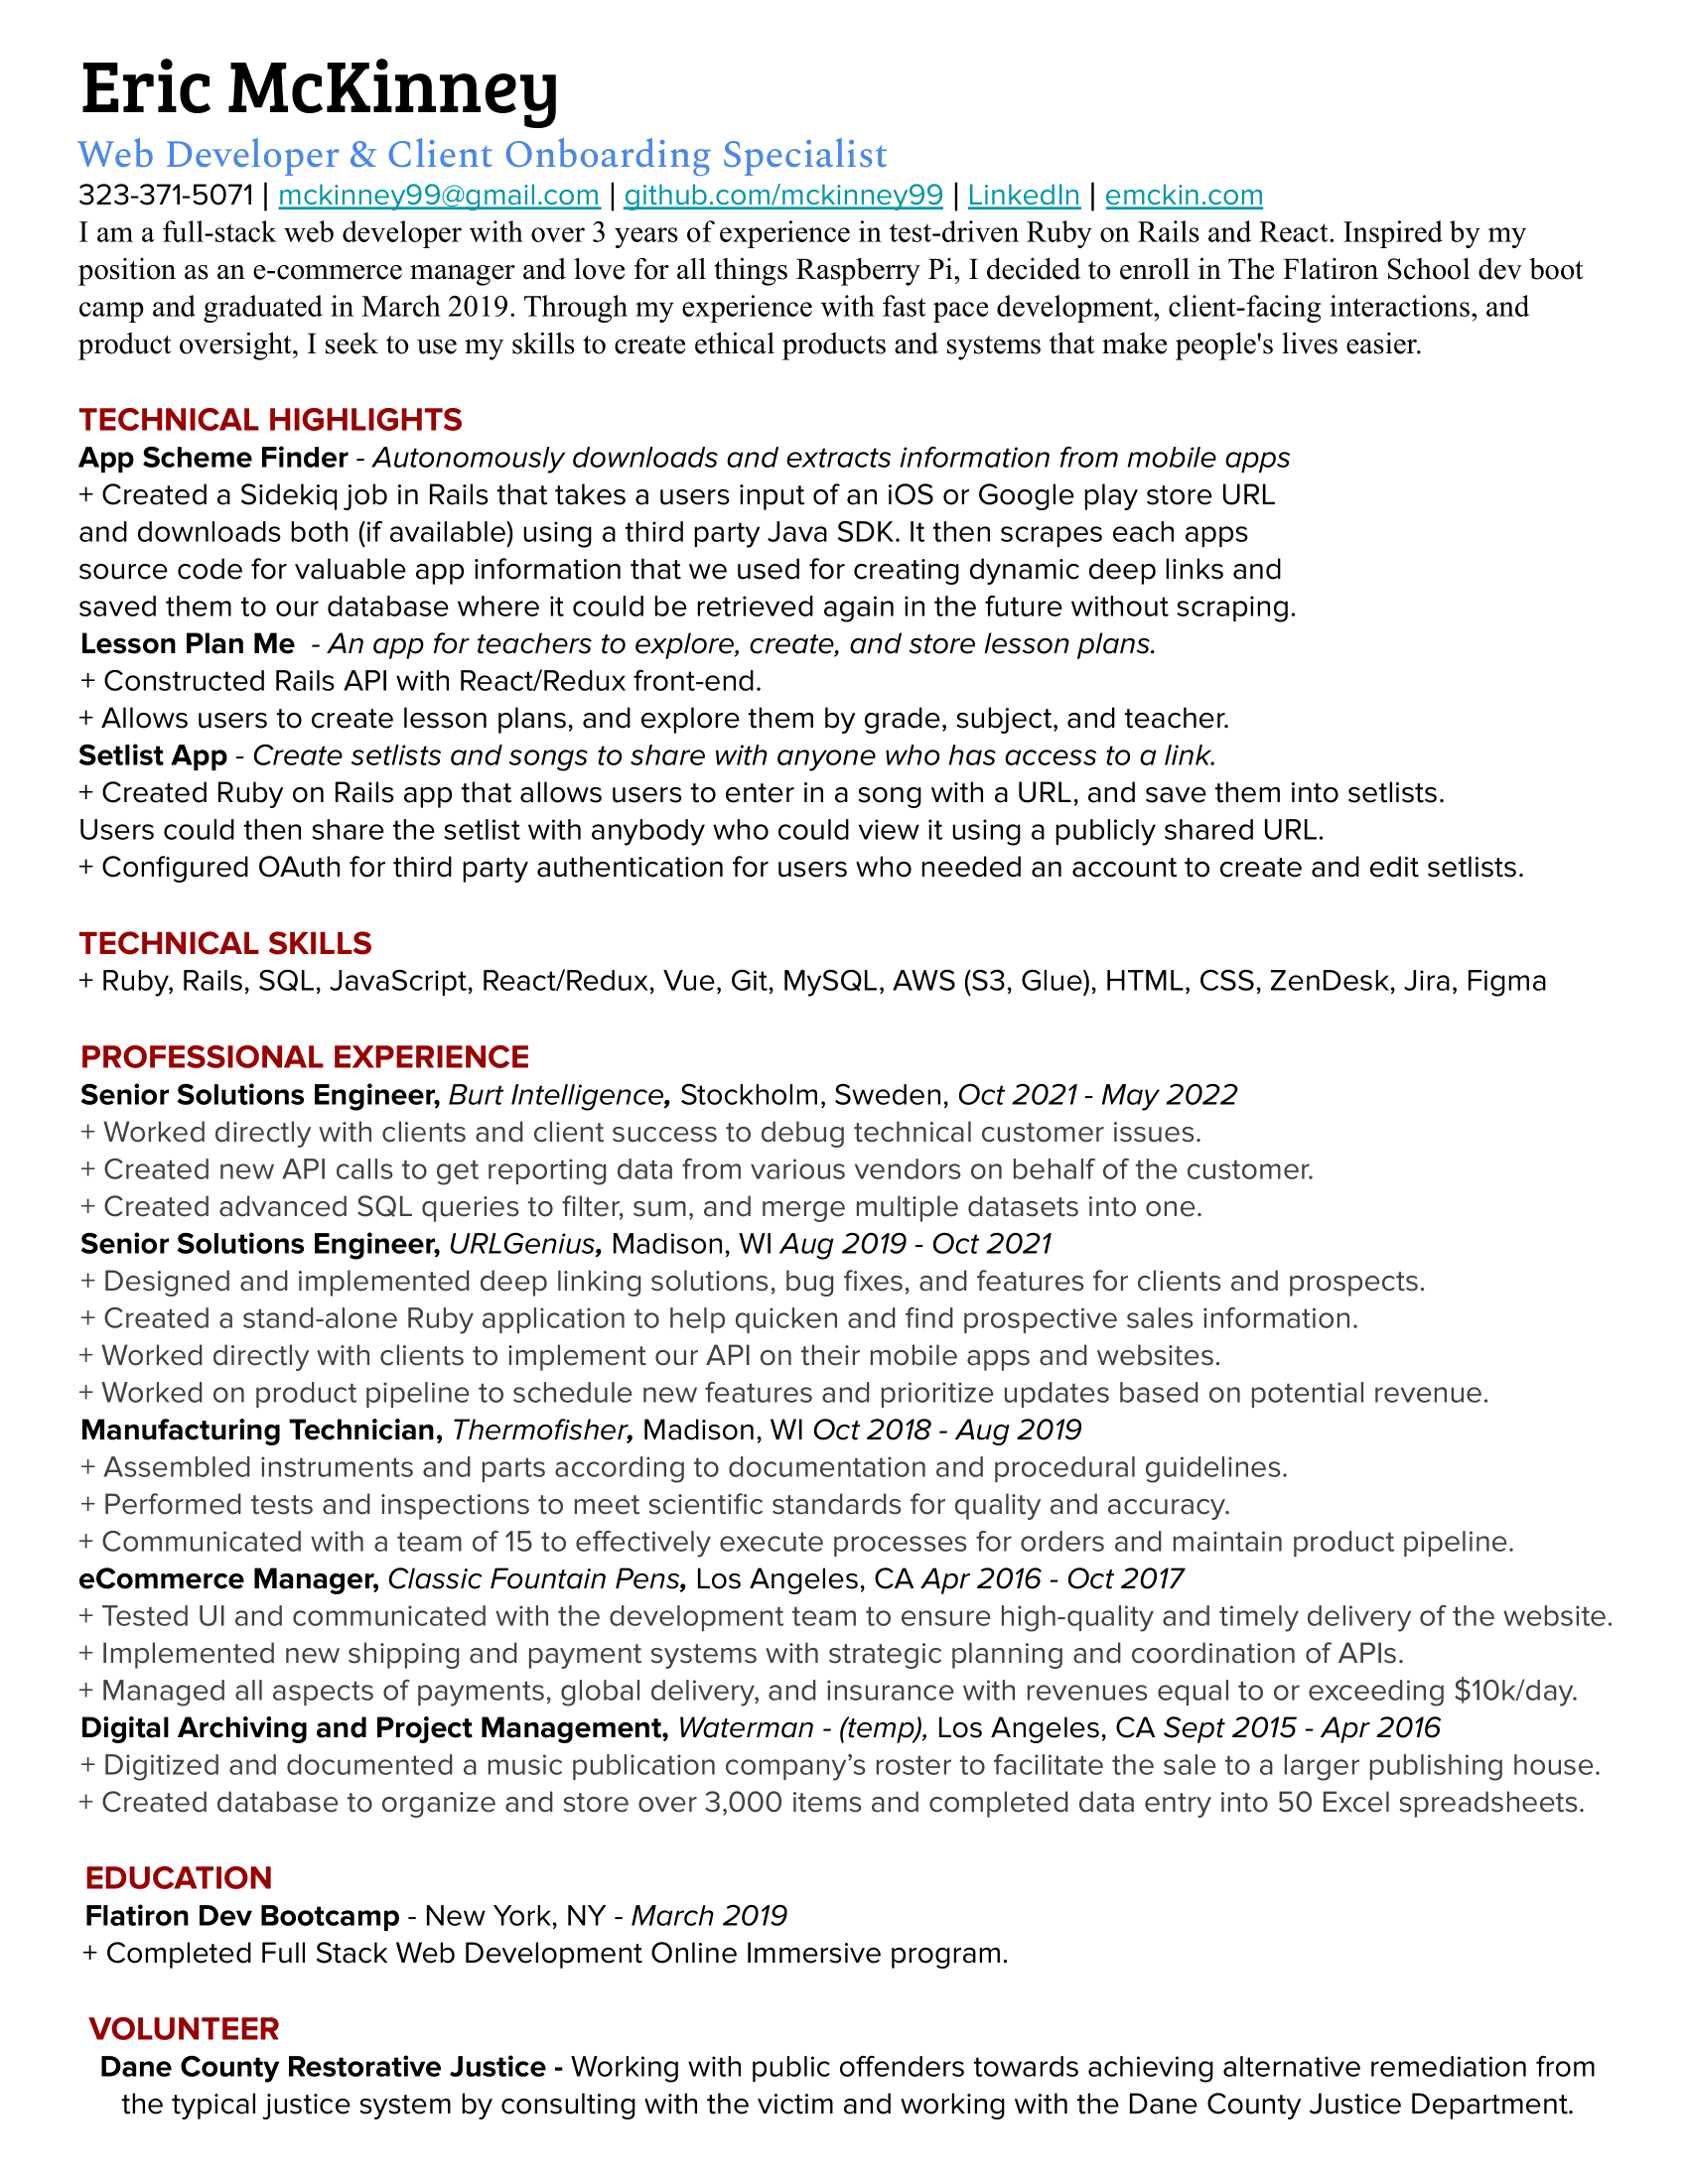 Eric McKinney
Web Developer & Client Onboarding Specialist
323-371-5071 | mckinney99@gmail.com | github.com/mckinney99 | LinkedIn | emckin.com
I am a full-stack web developer with over 3 years of experience in test-driven Ruby on Rails and React. Inspired by my
position as an e-commerce manager and love for all things Raspberry Pi, I decided to enroll in The Flatiron School dev boot
camp and graduated in March 2019. Through my experience with fast pace development, client-facing interactions, and
product oversight, I seek to use my skills to create ethical products and systems that make people's lives easier.
TECHNICAL HIGHLIGHTS
App Scheme Finder - Autonomously downloads and extracts information from mobile apps
+ Created a Sidekiq job in Rails that takes a users input of an iOS or Google play store URL
and downloads both (if available) using a third party Java SDK. It then scrapes each apps
source code for valuable app information that we used for creating dynamic deep links and
saved them to our database where it could be retrieved again in the future without scraping.
Lesson Plan Me - An app for teachers to explore, create, and store lesson plans.
+ Constructed Rails API with React/Redux front-end.
+ Allows users to create lesson plans, and explore them by grade, subject, and teacher.
Setlist App - Create setlists and songs to share with anyone who has access to a link.
+ Created Ruby on Rails app that allows users to enter in a song with a URL, and save them into setlists.
Users could then share the setlist with anybody who could view it using a publicly shared URL.
+ Configured OAuth for third party authentication for users who needed an account to create and edit setlists.
TECHNICAL SKILLS
+ Ruby, Rails, SQL, JavaScript, React/Redux, Vue, Git, MySQL, AWS (S3, Glue), HTML, CSS, ZenDesk, Jira, Figma
PROFESSIONAL EXPERIENCE
Senior Solutions Engineer, Burt Intelligence, Stockholm, Sweden, Oct 2021 - May 2022
+ Worked directly with clients and client success to debug technical customer issues.
+ Created new API calls to get reporting data from various vendors on behalf of the customer.
+ Created advanced SQL queries to filter, sum, and merge multiple datasets into one.
Senior Solutions Engineer, URLGenius, Madison, WI Aug 2019 - Oct 2021
+ Designed and implemented deep linking solutions, bug fixes, and features for clients and prospects.
+ Created a stand-alone Ruby application to help quicken and find prospective sales information.
+ Worked directly with clients to implement our API on their mobile apps and websites.
+ Worked on product pipeline to schedule new features and prioritize updates based on potential revenue.
Manufacturing Technician, Thermofisher, Madison, WI Oct 2018 - Aug 2019
+ Assembled instruments and parts according to documentation and procedural guidelines.
+ Performed tests and inspections to meet scientific standards for quality and accuracy.
+ Communicated with a team of 15 to effectively execute processes for orders and maintain product pipeline.
eCommerce Manager, Classic Fountain Pens, Los Angeles, CA Apr 2016 - Oct 2017
+ Tested UI and communicated with the development team to ensure high-quality and timely delivery of the website.
+ Implemented new shipping and payment systems with strategic planning and coordination of APIs.
+ Managed all aspects of payments, global delivery, and insurance with revenues equal to or exceeding $10k/day.
Digital Archiving and Project Management, Waterman - (temp), Los Angeles, CA Sept 2015 - Apr 2016
+ Digitized and documented a music publication company’s roster to facilitate the sale to a larger publishing house.
+ Created database to organize and store over 3,000 items and completed data entry into 50 Excel spreadsheets.
EDUCATION
Flatiron Dev Bootcamp - New York, NY - March 2019
+ Completed Full Stack Web Development Online Immersive program.
VOLUNTEER
Dane County Restorative Justice - Working with public offenders towards achieving alternative remediation from
the typical justice system by consulting with the victim and working with the Dane County Justice Department.